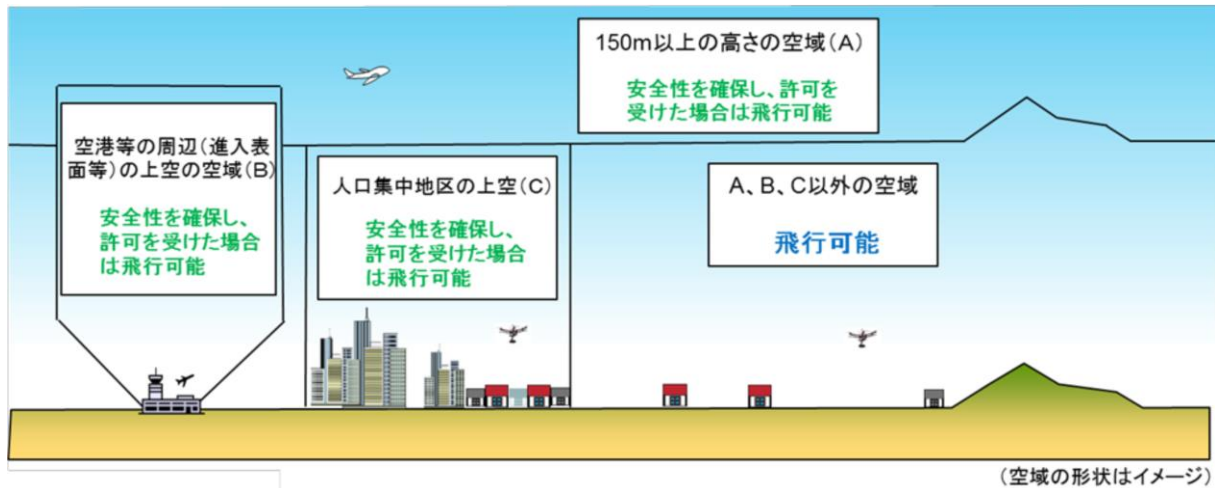 150m以上の高さの空域(A)
安全性を確保し、許可を
受けた場合は飛行可能
空港等の周辺(進入表
面等)の上空の空域(B)
安全性を確保し、
許可を受けた場合
は飛行可能
人口集中地区の上空(C)
安全性を確保し、
許可を受けた場合
は飛行可能
A、B、C以外の空域
飛行可能
(空域の形状はイメージ)